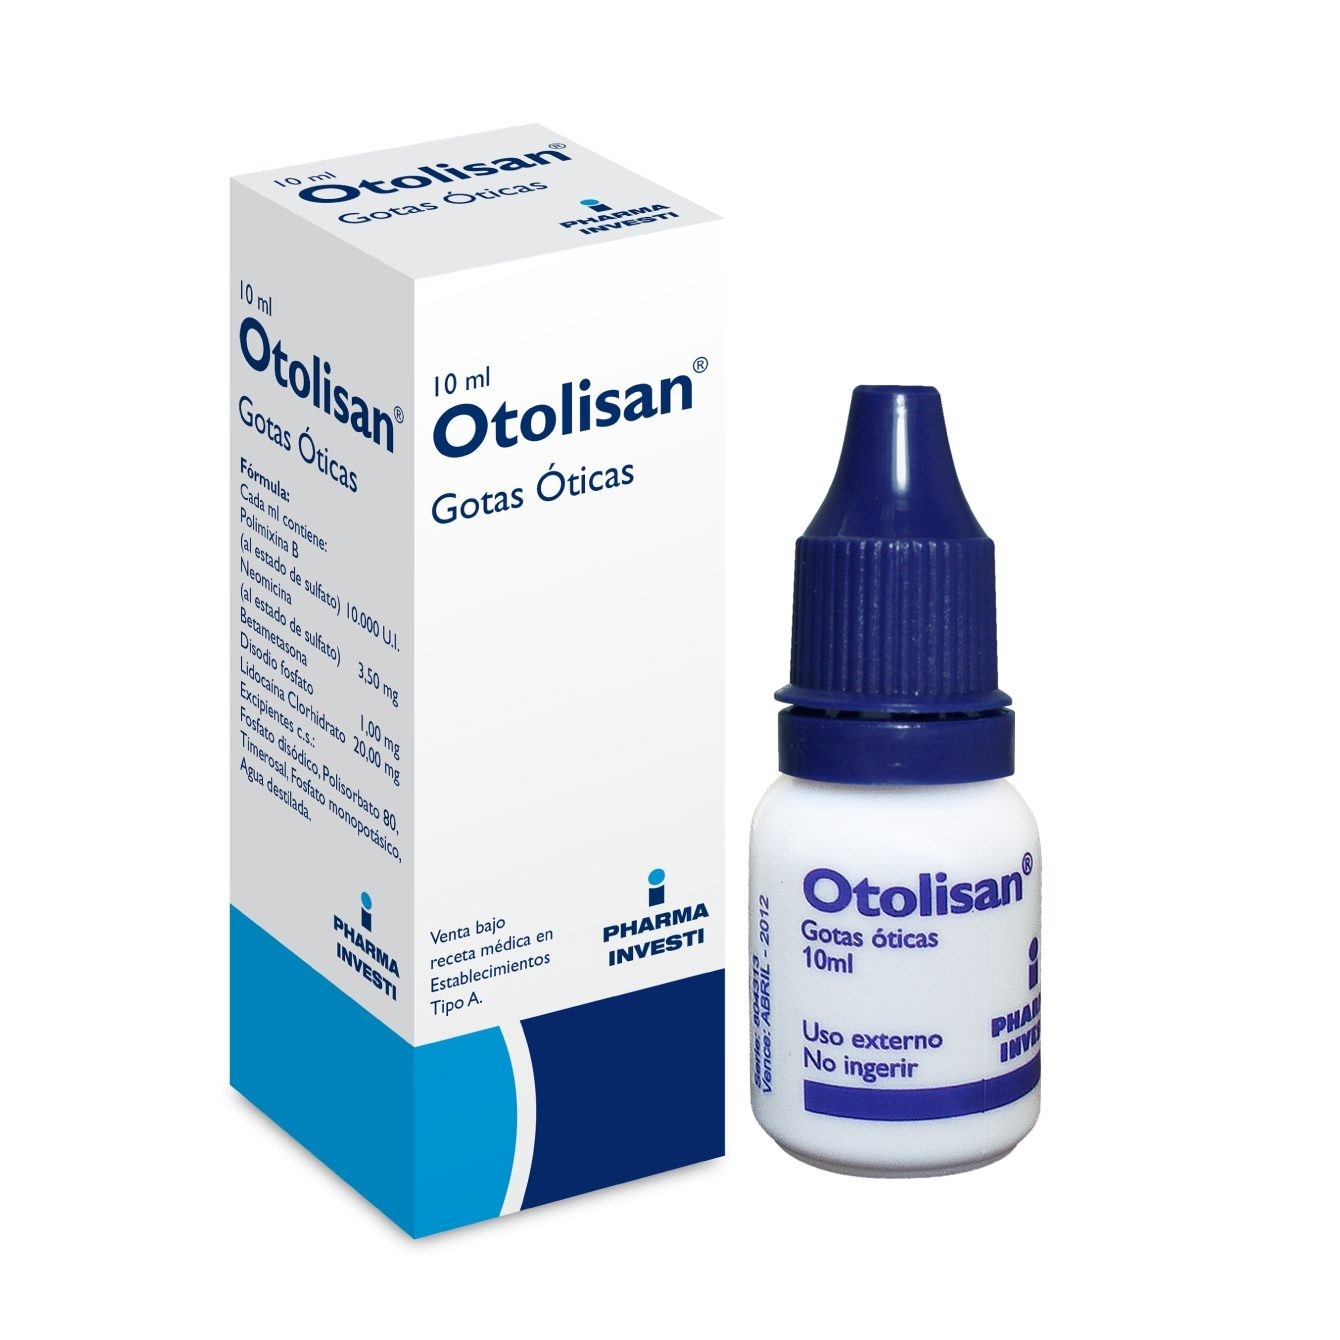 10 ml
Otolisan®
Gotas Óticas
PHARMA
INVESTI
10 ml
Otolisan®
Gotas Óticas
Fórmula:
Cada ml contiene:
Polimixina B
(al estado de sulfato) 10.000 U.I.
Neomicina
(al estado de sulfato) 3,50 mg
Betametasona
Disodio fosfato 1,00 mg
Lidocaína Clorhidrato 20,00 mg
Excipientes c.s.:
Fosfato disódico, Polisorbato 80,
Timerosal, Fosfato monopotásico,
Agua destilada.
PHARMA
INVESTI
10 ml
Otolisan®
Gotas Óticas
Venta bajo
receta médica en
Establecimientos
Tipo A.
PHARMA
INVESTI
Otolisan®
Gotas óticas
10ml
Uso externo
No ingerir
PHAR
INVES
Serie: 804313
Vence: ABRIL - 2012